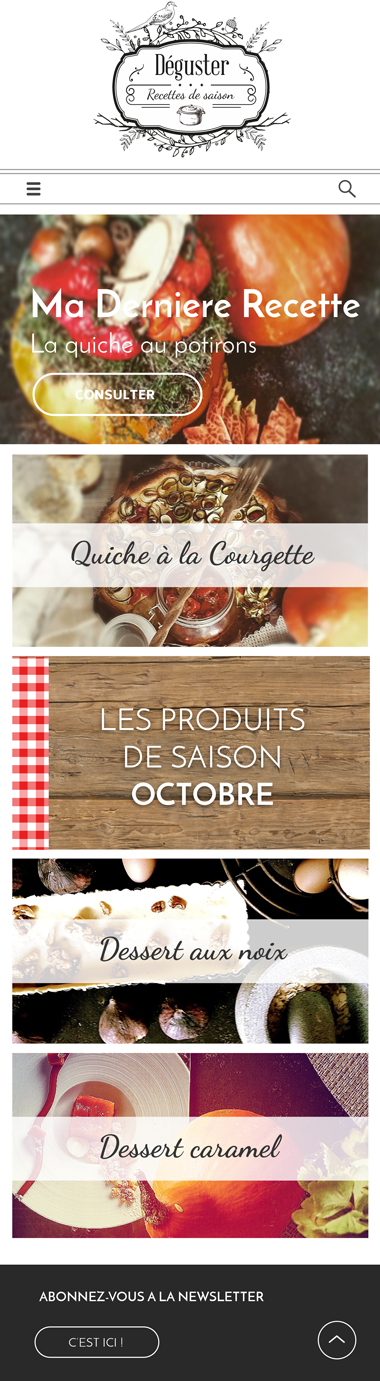 Déguster
Recettes de saison
Ma Derniere Recette
La quiche au potirons
CONSULTER
Quiche à la Courgette
LES PRODUITS
DE SAISON
OCTOBRE
Dessert aux noix
Dessert caramel
ABONNEZ-VOUS A LA NEWSLETTER
C'EST ICI !